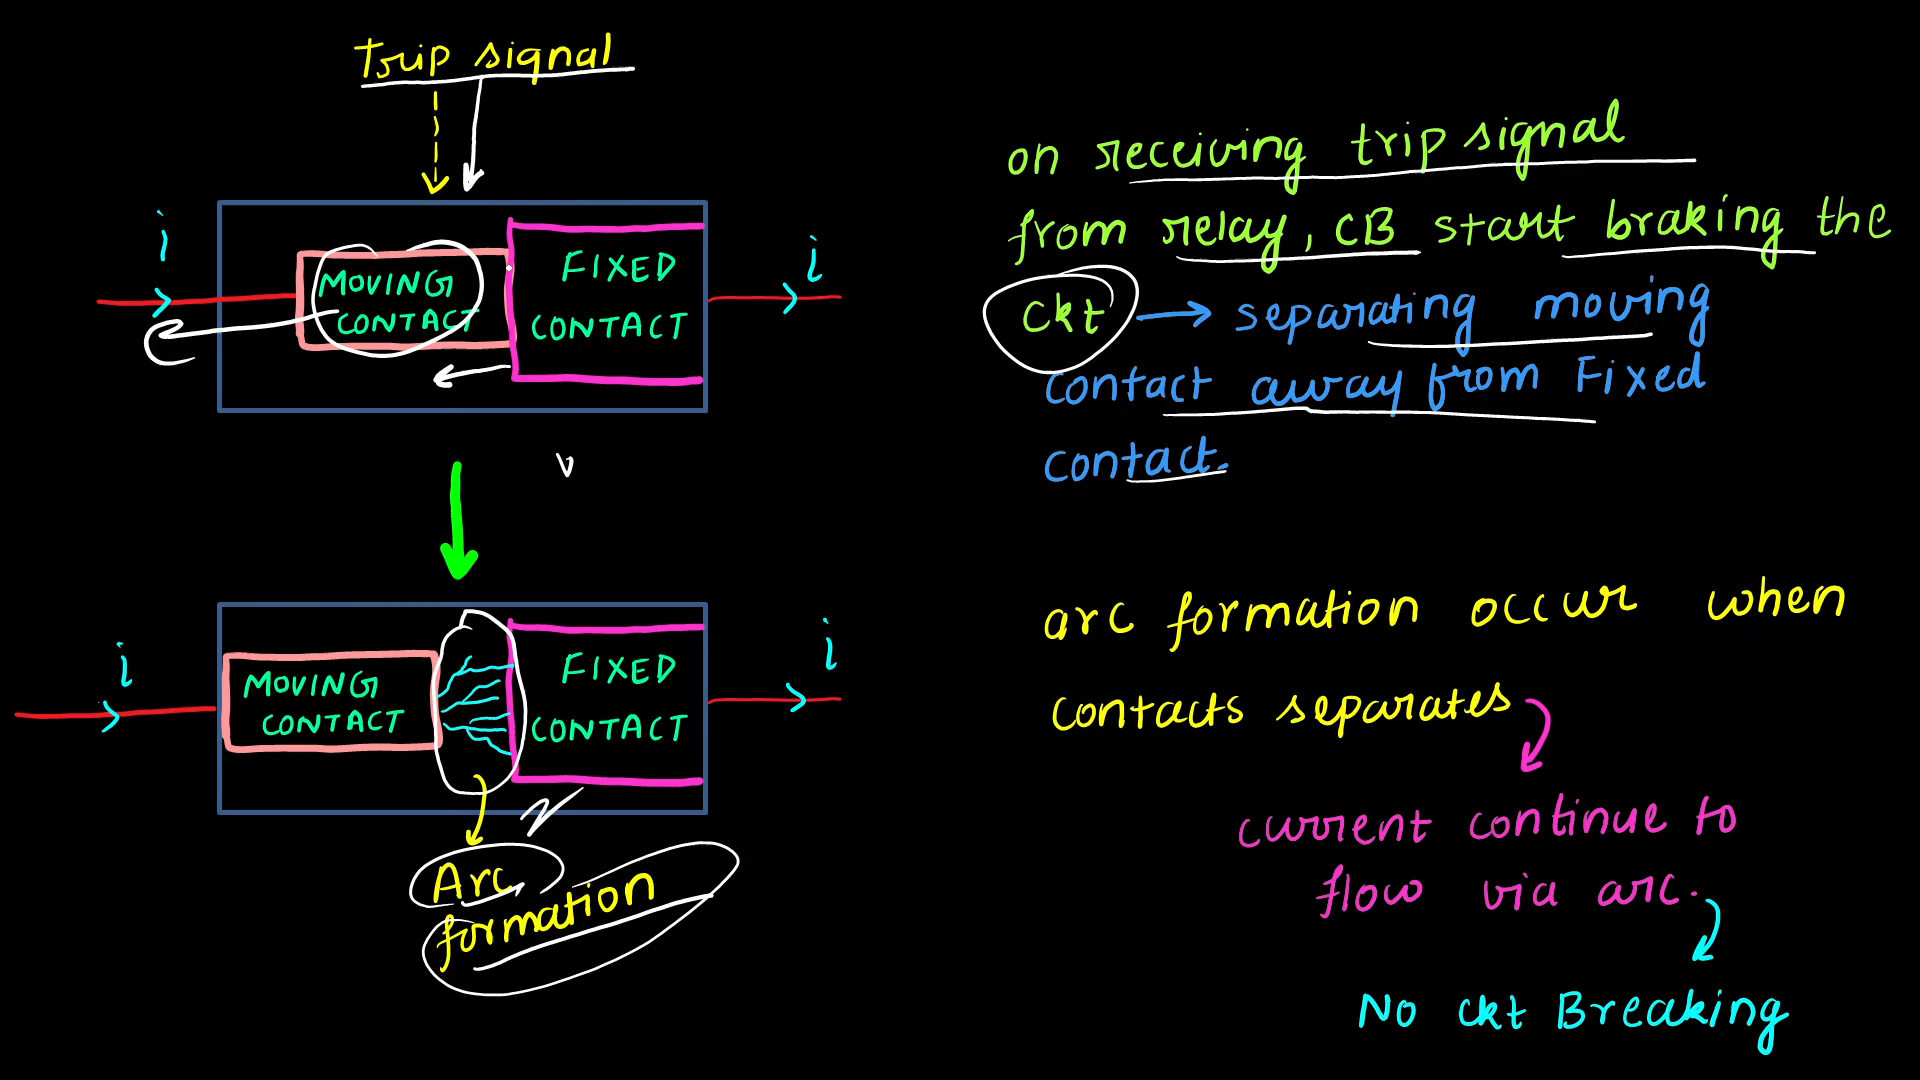 Trip signal
i
MOVING
CONTACT
FIXED
CONTACT
i
on receiving trip signal
from relay, CB start braking the
ckt → separating moving
contact away from Fixed
contact.
v
i
MOVING
CONTACT
FIXED
CONTACT
i
Arc
formation
arc formation occur when
contacts separates
current continue to
flow via arc.
No ckt Breaking